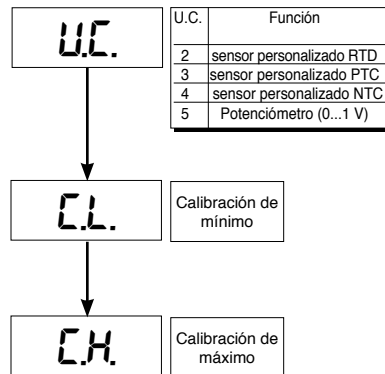 U.C.
U.C. Función
2 sensor personalizado RTD
3 sensor personalizado PTC
4 sensor personalizado NTC
5 Potenciómetro (0...1 V)
C.L.
Calibración de
mínimo
C.H.
Calibración de
máximo